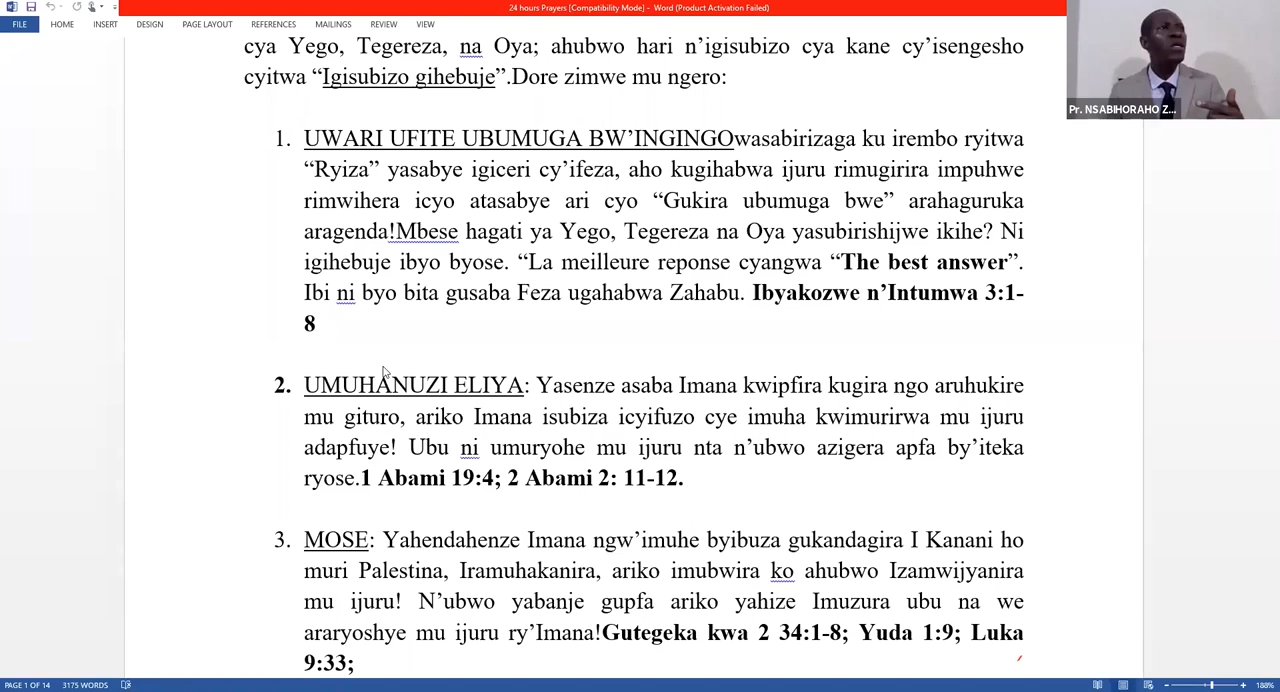 24 hours Prayers [Compatibility Mode] - Word (Product Activation Failed)
FILE HOME INSERT DESIGN PAGE LAYOUT REFERENCES MAILINGS REVIEW VIEW
Pr. NSABIHORAHO Z...
cya Yego, Tegereza, na Oya; ahubwo hari n’igisubizo cya kane cy’isengesho
cyitwa “Igisubizo gihebuje”.Dore zimwe mu ngero:
1. UWARI UFITE UBUMUGA BW’INGINGOwasabirizaga ku irembo ryitwa
“Ryiza” yasabye igiceri cy’ifeza, aho kugihabwa ijuru rimugirira impuhwe
rimwihera icyo atasabye ari cyo “Gukira ubumuga bwe” arahaguruka
aragenda!Mbese hagati ya Yego, Tegereza na Oya yasubirishijwe ikihe? Ni
igihebuje ibyo byose. “La meilleure reponse cyangwa “The best answer”.
Ibi ni byo bita gusaba Feza ugahabwa Zahabu. Ibyakozwe n’Intumwa 3:1-
8
2. UMUHANUZI ELIYA: Yasenze asaba Imana kwipfira kugira ngo aruhukire
mu gituro, ariko Imana isubiza icyifuzo cye imuha kwimurirwa mu ijuru
adapfuye! Ubu ni umuryohe mu ijuru nta n’ubwo azigera apfa by’iteka
ryose.1 Abami 19:4; 2 Abami 2: 11-12.
3. MOSE: Yahendahenze Imana ngw’imuhe byibuza gukandagira I Kanani ho
muri Palestina, Iramuhakanira, ariko imubwira ko ahubwo Izamwijyanira
mu ijuru! N’ubwo yabanje gupfa ariko yahize Imuzura ubu na we
araryoshye mu ijuru ry’Imana!Gutegeka kwa 2 34:1-8; Yuda 1:9; Luka
9:33;
PAGE 1 OF 14 3175 WORDS 188%